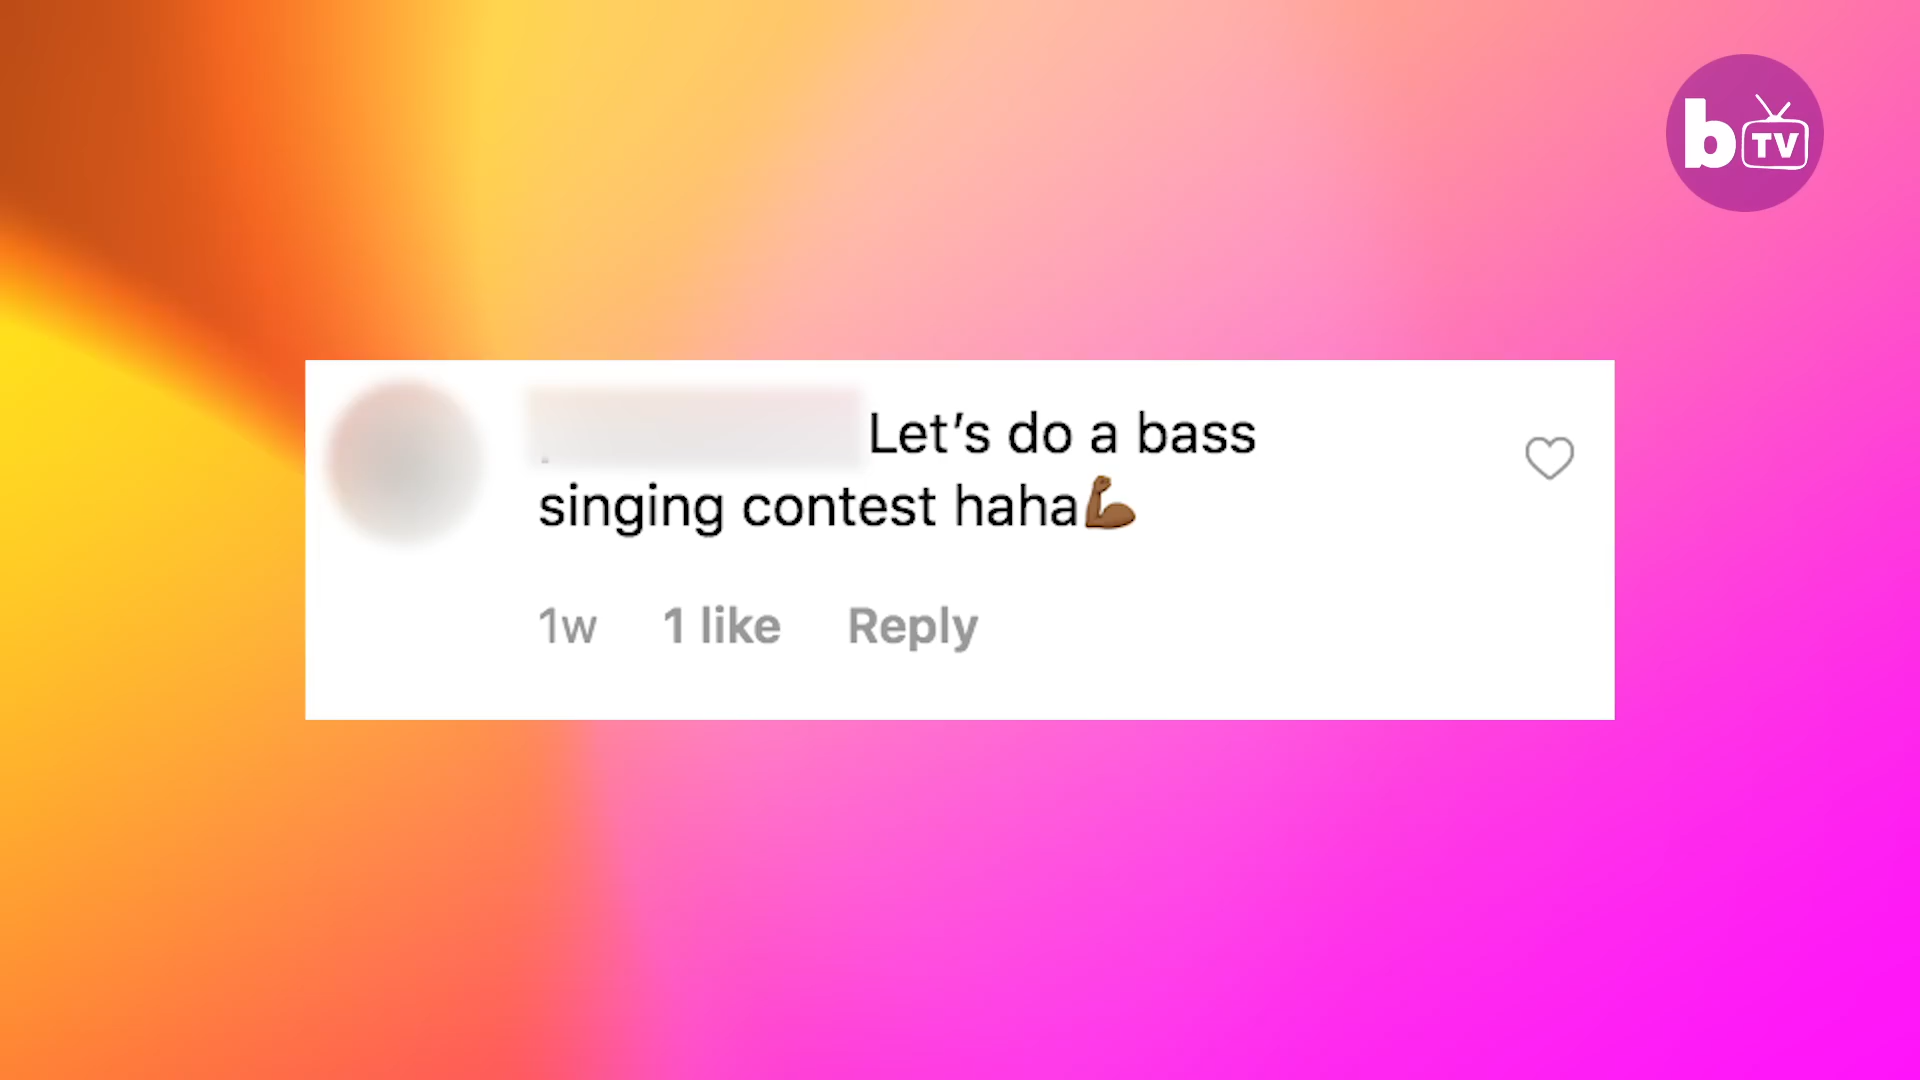 b TV
Let’s do a bass
singing contest haha💪🏾
1w 1 like Reply